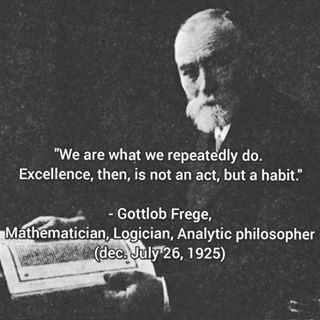 "We are what we repeatedly do.
Excellence, then, is not an act, but a habit."
- Gottlob Frege,
Mathematician, Logician, Analytic philosopher
(dec. July 26, 1925)